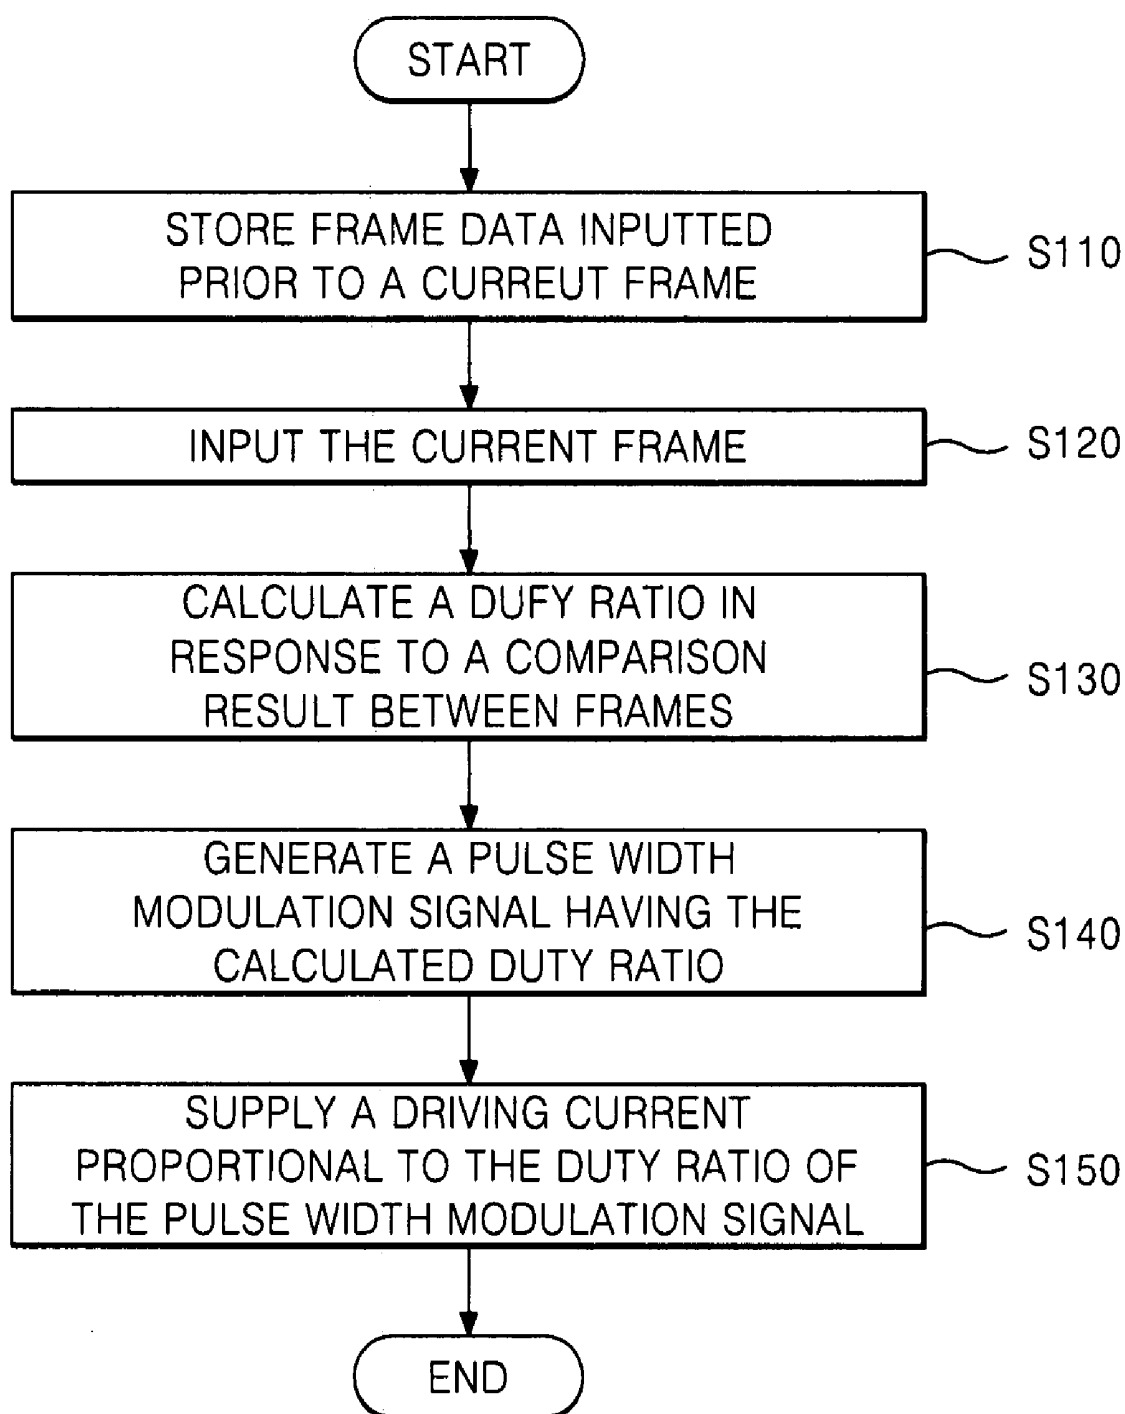 START
STORE FRAME DATA INPUTTED
PRIOR TO A CURREUT FRAME
S110
INPUT THE CURRENT FRAME
S120
CALCULATE A DUFY RATIO IN
RESPONSE TO A COMPARISON
RESULT BETWEEN FRAMES
S130
GENERATE A PULSE WIDTH
MODULATION SIGNAL HAVING THE
CALCULATED DUTY RATIO
S140
SUPPLY A DRIVING CURRENT
PROPORTIONAL TO THE DUTY RATIO OF
THE PULSE WIDTH MODULATION SIGNAL
S150
END